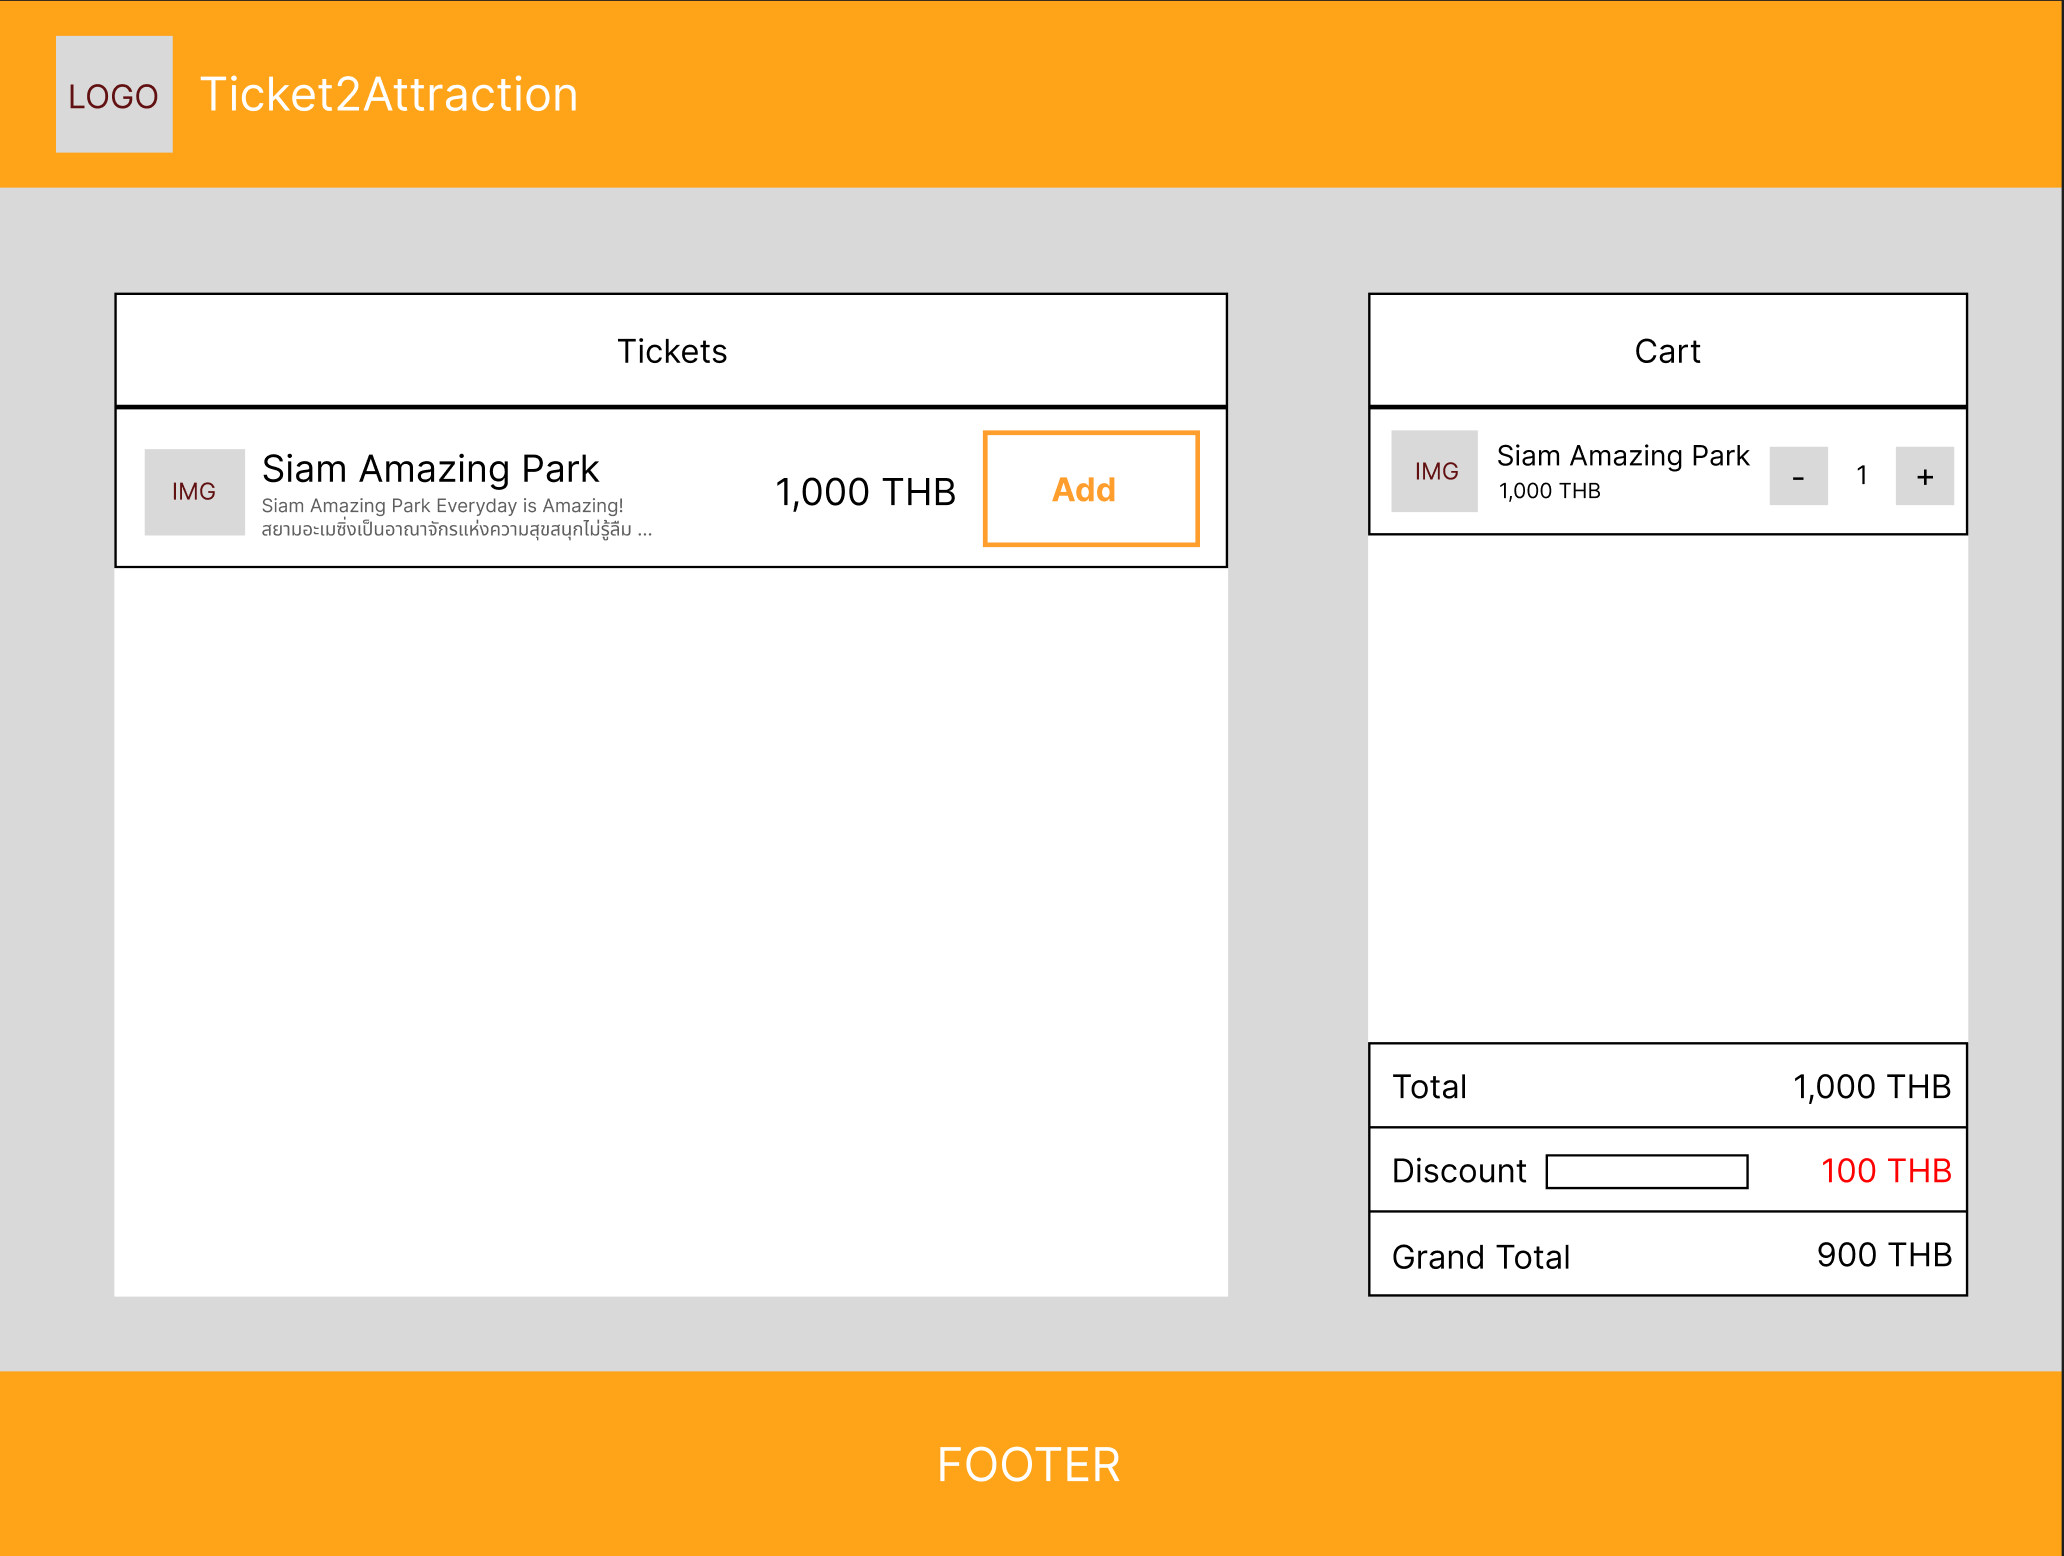 LOGO
Ticket2Attraction
Tickets
IMG
Siam Amazing Park
Siam Amazing Park Everyday is Amazing!
สยามอะเมซิ่งเป็นอาณาจักรแห่งความสุขสนุกไม่รู้ลืม ...
1,000 THB
Add
Cart
IMG
Siam Amazing Park
1,000 THB
-
1
+
Total
1,000 THB
Discount
100 THB
Grand Total
900 THB
FOOTER